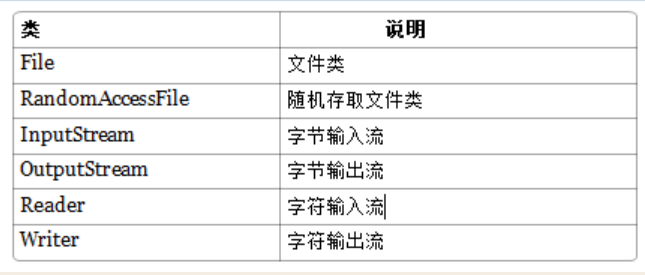 类 说明
File 文件类
RandomAccessFile 随机存取文件类
InputStream 字节输入流
OutputStream 字节输出流
Reader 字符输入流
Writer 字符输出流